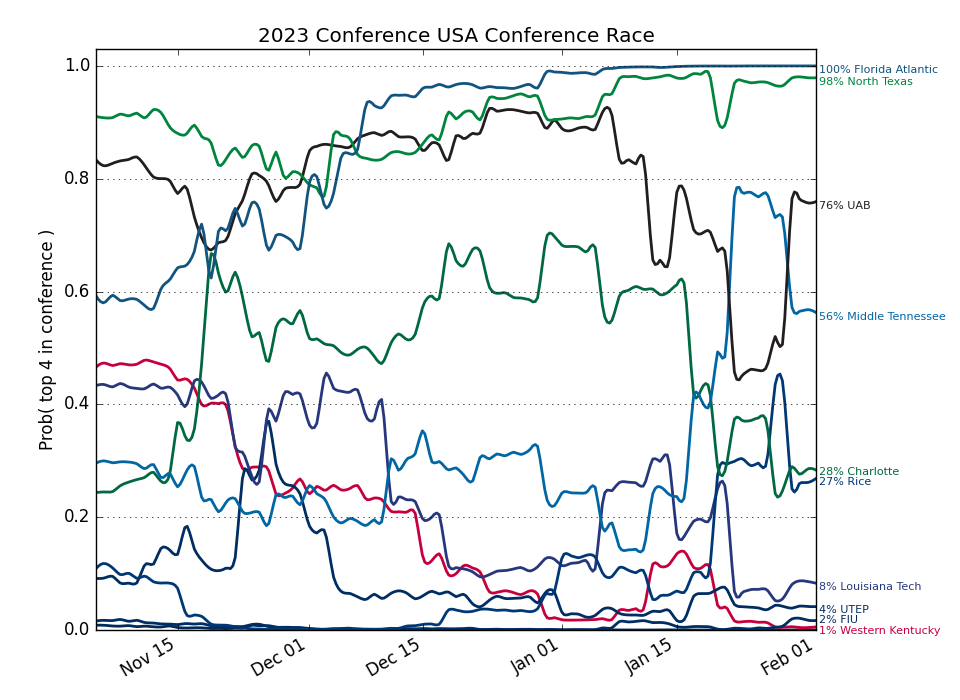 2023 Conference USA Conference Race
Prob( top 4 in conference )
1.0
0.8
0.6
0.4
0.2
0.0
Nov 15
Dec 01
Dec 15
Jan 01
Jan 15
Feb 01
100% Florida Atlantic
98% North Texas
76% UAB
56% Middle Tennessee
28% Charlotte
27% Rice
8% Louisiana Tech
4% UTEP
2% FIU
1% Western Kentucky